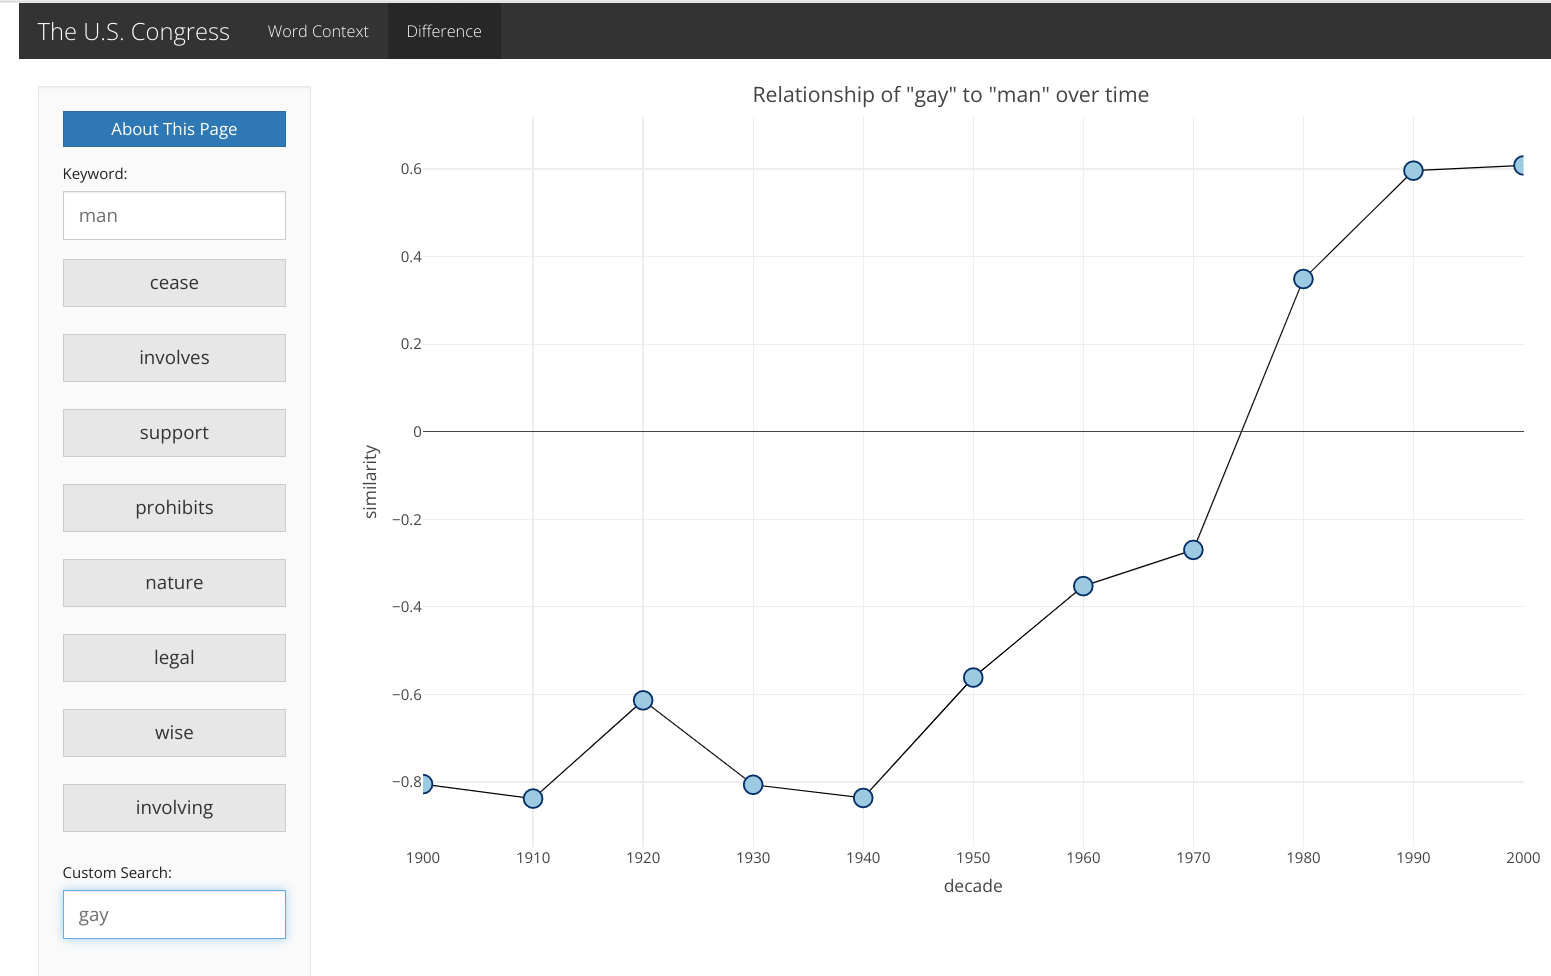 The U.S. Congress Word Context Difference
About This Page
Keyword:
man
cease
involves
support
prohibits
nature
legal
wise
involving
Custom Search:
gay
Relationship of "gay" to "man" over time
0.6
0.4
0.2
0
−0.2
−0.4
−0.6
−0.8
similarity
1900 1910 1920 1930 1940 1950 1960 1970 1980 1990 2000
decade